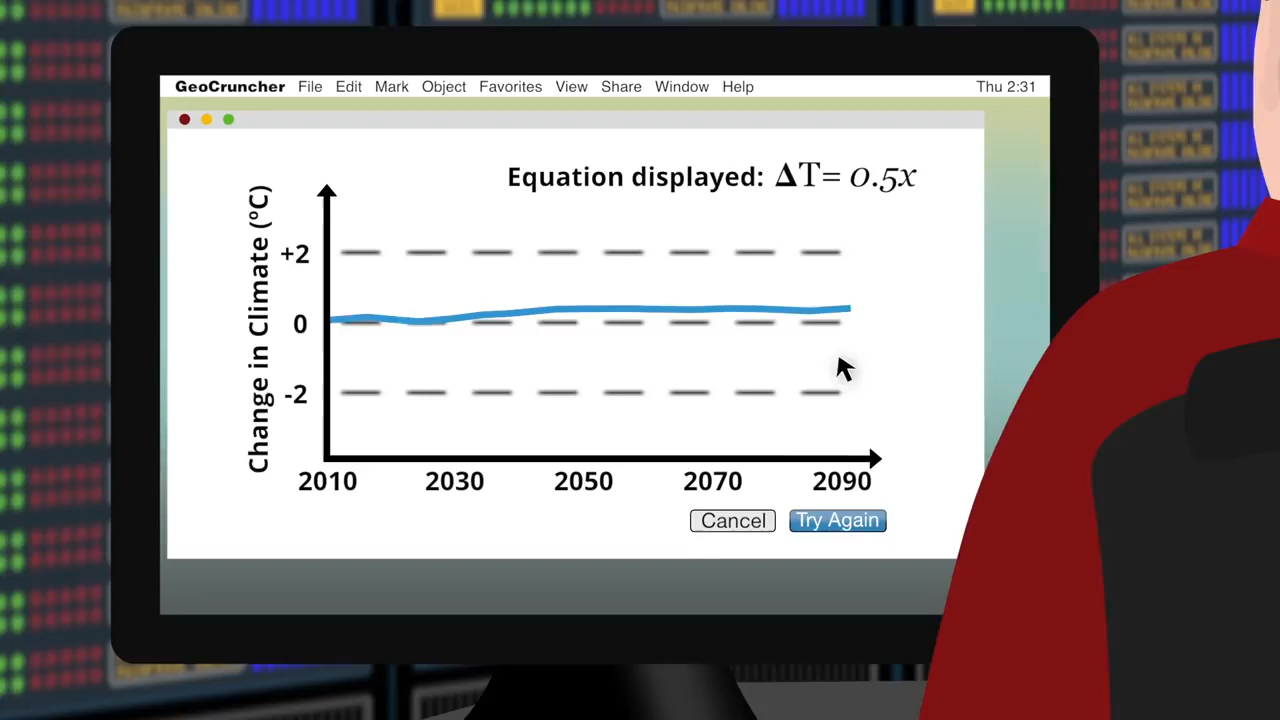 GeoCruncher File Edit Mark Object Favorites View Share Window Help Thu 2:31
Equation displayed: ΔT= 0.5x
Change in Climate (°C)
+2
0
-2
2010 2030 2050 2070 2090
Cancel Try Again